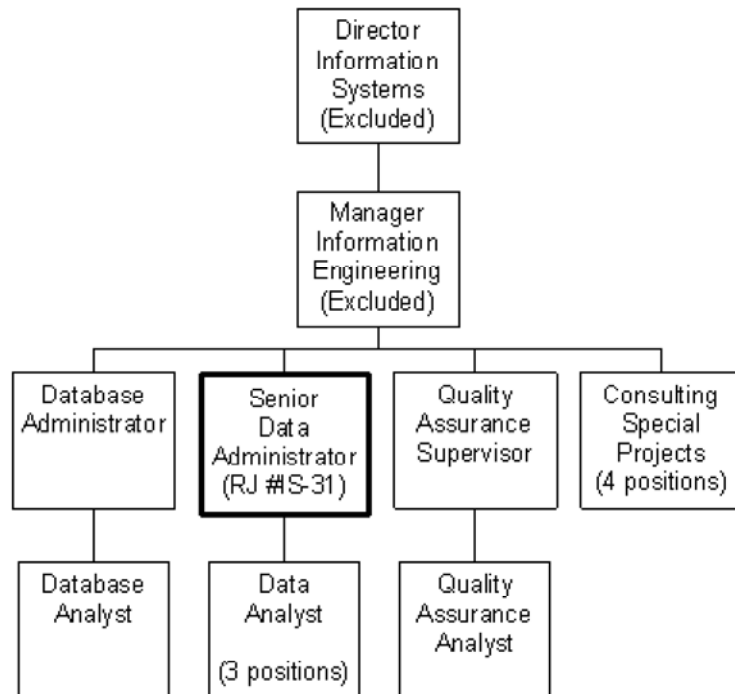 Director
Information
Systems
(Excluded)
Manager
Information
Engineering
(Excluded)
Database
Administrator
Senior
Data
Administrator
(RJ #IS-31)
Quality
Assurance
Supervisor
Consulting
Special
Projects
(4 positions)
Database
Analyst
Data
Analyst
(3 positions)
Quality
Assurance
Analyst